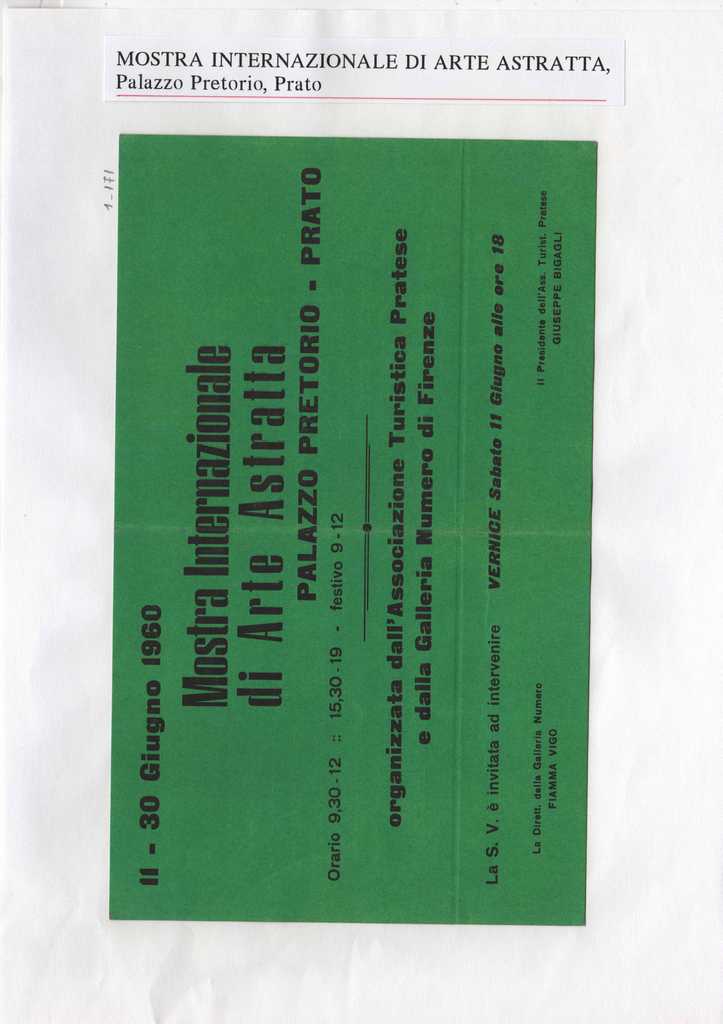 MOSTRA INTERNAZIONALE DI ARTE ASTRATTA,
Palazzo Pretorio, Prato
1-171
11 - 30 Giugno 1960
Mostra Internazionale
di Arte Astratta
PALAZZO PRETORIO - PRATO
Orario 9,30-12 :: 15,30-19 - festivo 9-12
organizzata dall'Associazione Turistica Pratese
e dalla Galleria Numero di Firenze
La S. V. è invitata ad intervenire VERNICE Sabato 11 Giugno alle ore 18
La Dirett. della Galleria Numero
FIAMMA VIGO
Il Presidente dell'Ass. Turist. Pratese
GIUSEPPE BIGAGLI